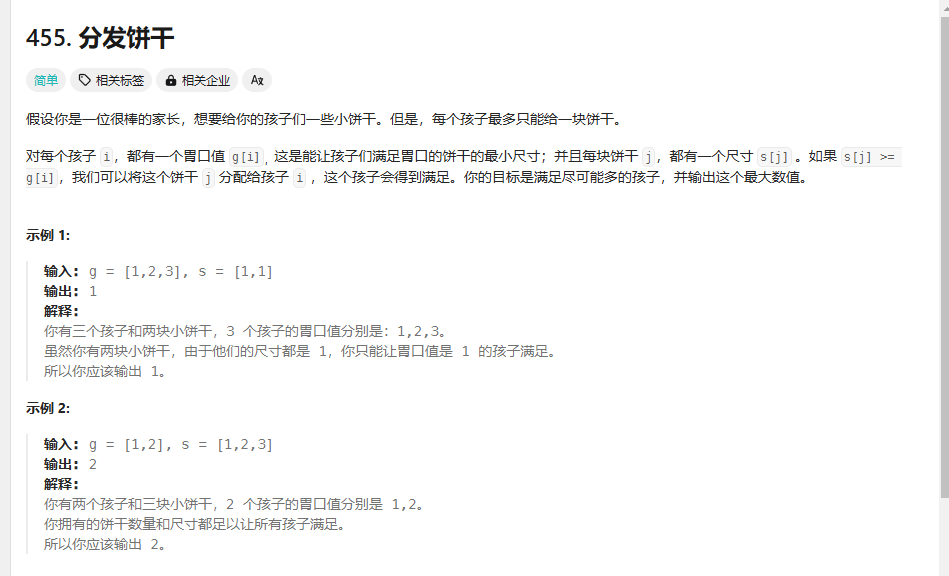 455. 分发饼干
简单 相关标签 相关企业 Aあ
假设你是一位很棒的家长，想要给你的孩子们一些小饼干。但是，每个孩子最多只能给一块饼干。
对每个孩子 i，都有一个胃口值 g[i]，这是能让孩子们满足胃口的饼干的最小尺寸；并且每块饼干 j，都有一个尺寸 s[j] 。如果 s[j] >=
g[i]，我们可以将这个饼干 j 分配给孩子 i ，这个孩子会得到满足。你的目标是满足尽可能多的孩子，并输出这个最大数值。
示例 1:
输入: g = [1,2,3], s = [1,1]
输出: 1
解释:
你有三个孩子和两块小饼干，3 个孩子的胃口值分别是：1,2,3。
虽然你有两块小饼干，由于他们的尺寸都是 1，你只能让胃口值是 1 的孩子满足。
所以你应该输出 1。
示例 2:
输入: g = [1,2], s = [1,2,3]
输出: 2
解释:
你有两个孩子和三块小饼干，2 个孩子的胃口值分别是 1,2。
你拥有的饼干数量和尺寸都足以让所有孩子满足。
所以你应该输出 2。